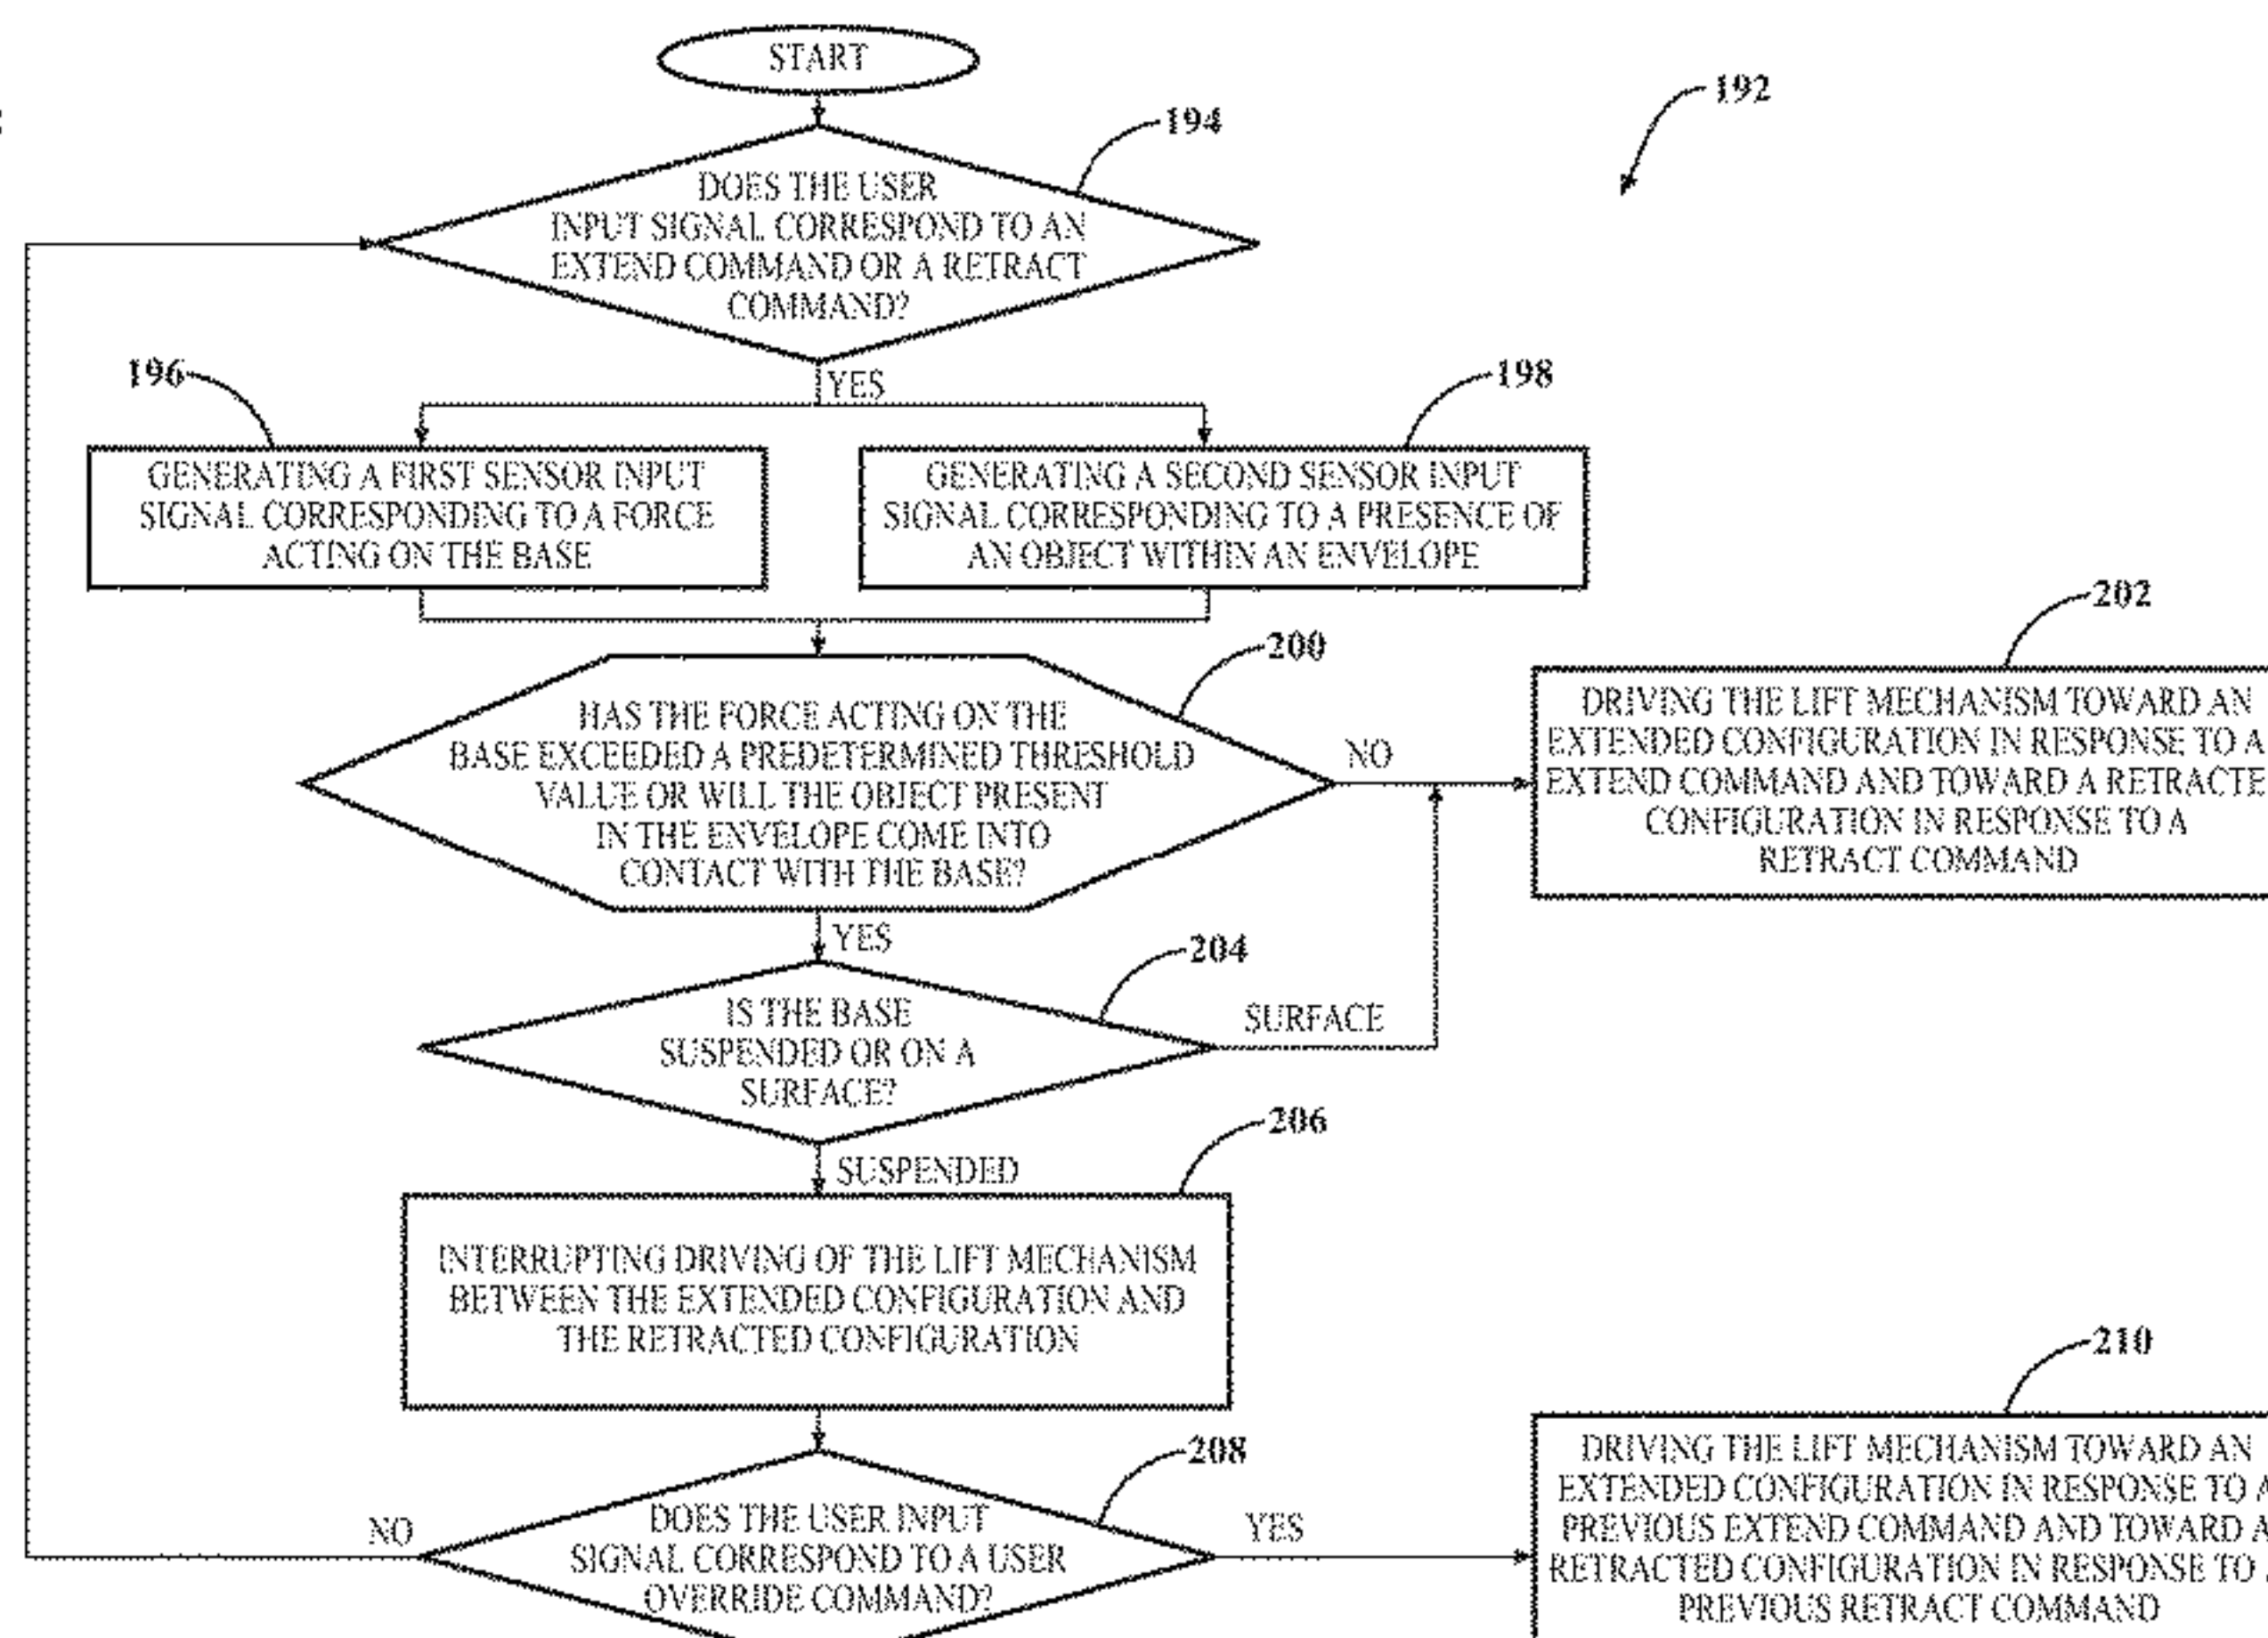 START
192
194
DOES THE USER
INPUT SIGNAL CORRESPOND TO AN
EXTEND COMMAND OR A RETRACT
COMMAND?
YES
196
198
GENERATING A FIRST SENSOR INPUT
SIGNAL CORRESPONDING TO A FORCE
ACTING ON THE BASE
GENERATING A SECOND SENSOR INPUT
SIGNAL CORRESPONDING TO A PRESENCE OF
AN OBJECT WITHIN AN ENVELOPE
200
HAS THE FORCE ACTING ON THE
BASE EXCEEDED A PREDETERMINED THRESHOLD
VALUE OR WILL THE OBJECT PRESENT
IN THE ENVELOPE COME INTO
CONTACT WITH THE BASE?
NO
202
DRIVING THE LIFT MECHANISM TOWARD AN
EXTENDED CONFIGURATION IN RESPONSE TO A
EXTEND COMMAND AND TOWARD A RETRACTE
CONFIGURATION IN RESPONSE TO A
RETRACT COMMAND
YES
204
IS THE BASE
SUSPENDED OR ON A
SURFACE?
SURFACE
SUSPENDED
206
INTERRUPTING DRIVING OF THE LIFT MECHANISM
BETWEEN THE EXTENDED CONFIGURATION AND
THE RETRACTED CONFIGURATION
208
DOES THE USER INPUT
SIGNAL CORRESPOND TO A USER
OVERRIDE COMMAND?
NO
YES
210
DRIVING THE LIFT MECHANISM TOWARD AN
EXTENDED CONFIGURATION IN RESPONSE TO A
PREVIOUS EXTEND COMMAND AND TOWARD A
RETRACTED CONFIGURATION IN RESPONSE TO
PREVIOUS RETRACT COMMAND